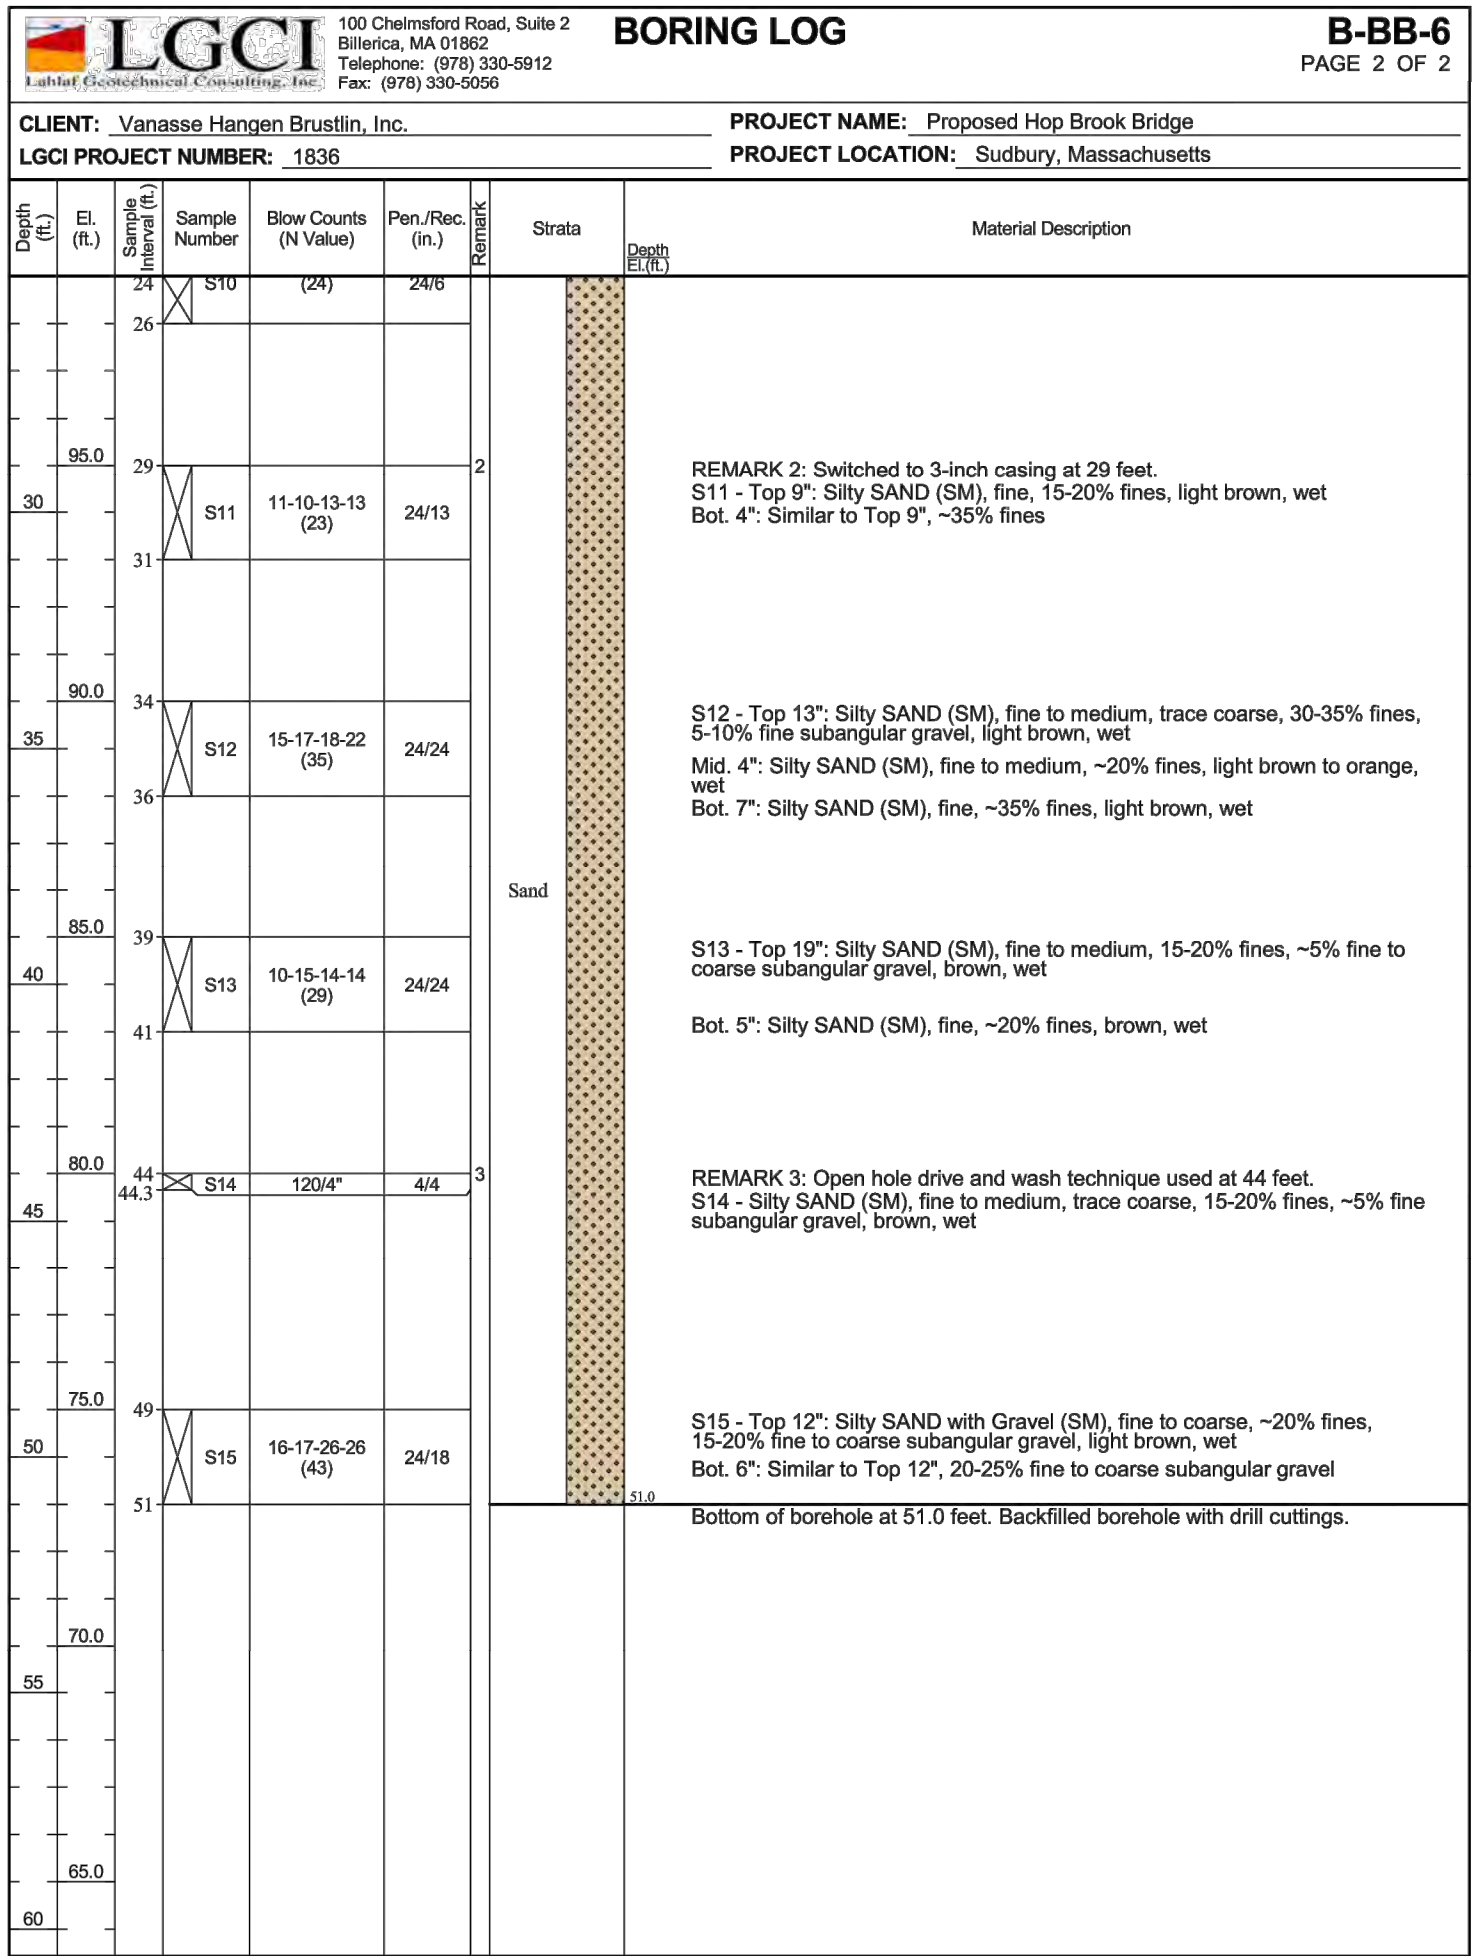 LGCI
Lahlaf Geotechnical Consulting, Inc.
100 Chelmsford Road, Suite 2
Billerica, MA 01862
Telephone: (978) 330-5912
Fax: (978) 330-5056
BORING LOG
B-BB-6
PAGE 2 OF 2
CLIENT: Vanasse Hangen Brustlin, Inc.
PROJECT NAME: Proposed Hop Brook Bridge
LGCI PROJECT NUMBER: 1836
PROJECT LOCATION: Sudbury, Massachusetts
Depth (ft.)
El. (ft.)
Sample Interval (ft.)
Sample Number
Blow Counts (N Value)
Pen./Rec. (in.)
Remark
Strata
Depth El.(ft.)
Material Description
24 S10 (24) 24/6
26
95.0
29
2
REMARK 2: Switched to 3-inch casing at 29 feet.
30
S11
11-10-13-13
(23)
24/13
S11 - Top 9": Silty SAND (SM), fine, 15-20% fines, light brown, wet
Bot. 4": Similar to Top 9", ~35% fines
31
90.0
34
35
S12
15-17-18-22
(35)
24/24
S12 - Top 13": Silty SAND (SM), fine to medium, trace coarse, 30-35% fines,
5-10% fine subangular gravel, light brown, wet
Mid. 4": Silty SAND (SM), fine to medium, ~20% fines, light brown to orange,
wet
36
Bot. 7": Silty SAND (SM), fine, ~35% fines, light brown, wet
Sand
85.0
39
40
S13
10-15-14-14
(29)
24/24
S13 - Top 19": Silty SAND (SM), fine to medium, 15-20% fines, ~5% fine to
coarse subangular gravel, brown, wet
41
Bot. 5": Silty SAND (SM), fine, ~20% fines, brown, wet
80.0
44
44.3
S14
120/4"
4/4
3
REMARK 3: Open hole drive and wash technique used at 44 feet.
45
S14 - Silty SAND (SM), fine to medium, trace coarse, 15-20% fines, ~5% fine
subangular gravel, brown, wet
75.0
49
50
S15
16-17-26-26
(43)
24/18
S15 - Top 12": Silty SAND with Gravel (SM), fine to coarse, ~20% fines,
15-20% fine to coarse subangular gravel, light brown, wet
Bot. 6": Similar to Top 12", 20-25% fine to coarse subangular gravel
51
51.0
Bottom of borehole at 51.0 feet. Backfilled borehole with drill cuttings.
70.0
55
65.0
60